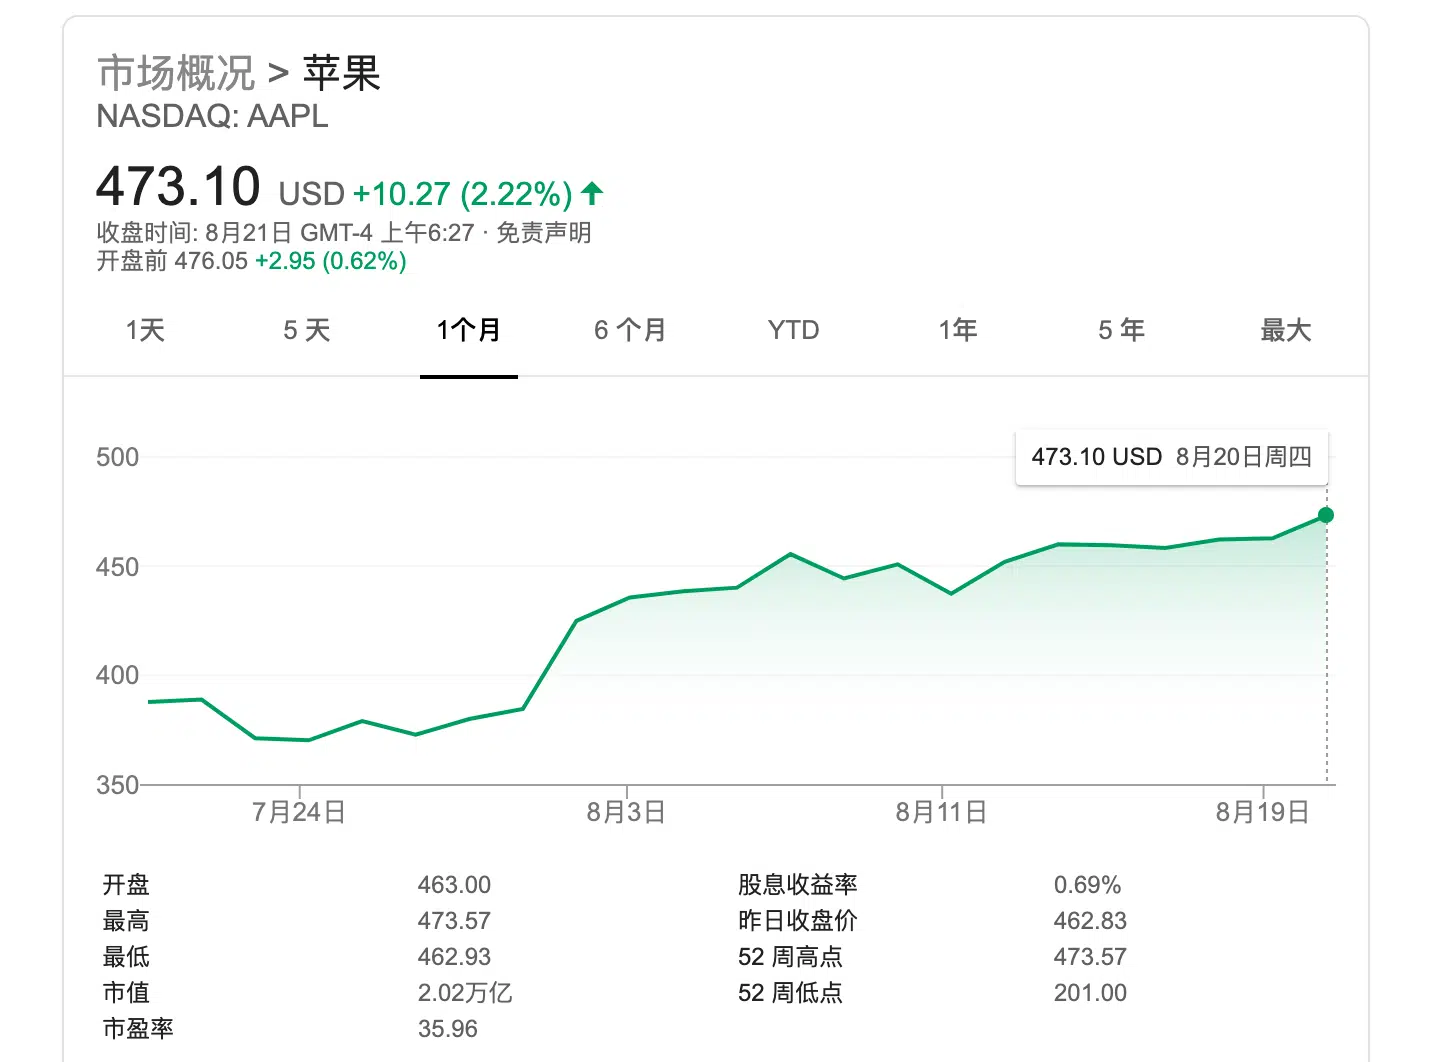 市场概况 > 苹果
NASDAQ: AAPL
473.10 USD +10.27 (2.22%)
收盘时间: 8月21日 GMT-4 上午6:27 · 免责声明
开盘前 476.05 +2.95 (0.62%)
1天 5 天 1个月 6 个月 YTD 1年 5 年 最大
473.10 USD 8月20日周四
500
450
400
350
7月24日 8月3日 8月11日 8月19日
开盘 463.00 股息收益率 0.69%
最高 473.57 昨日收盘价 462.83
最低 462.93 52 周高点 473.57
市值 2.02万亿 52 周低点 201.00
市盈率 35.96